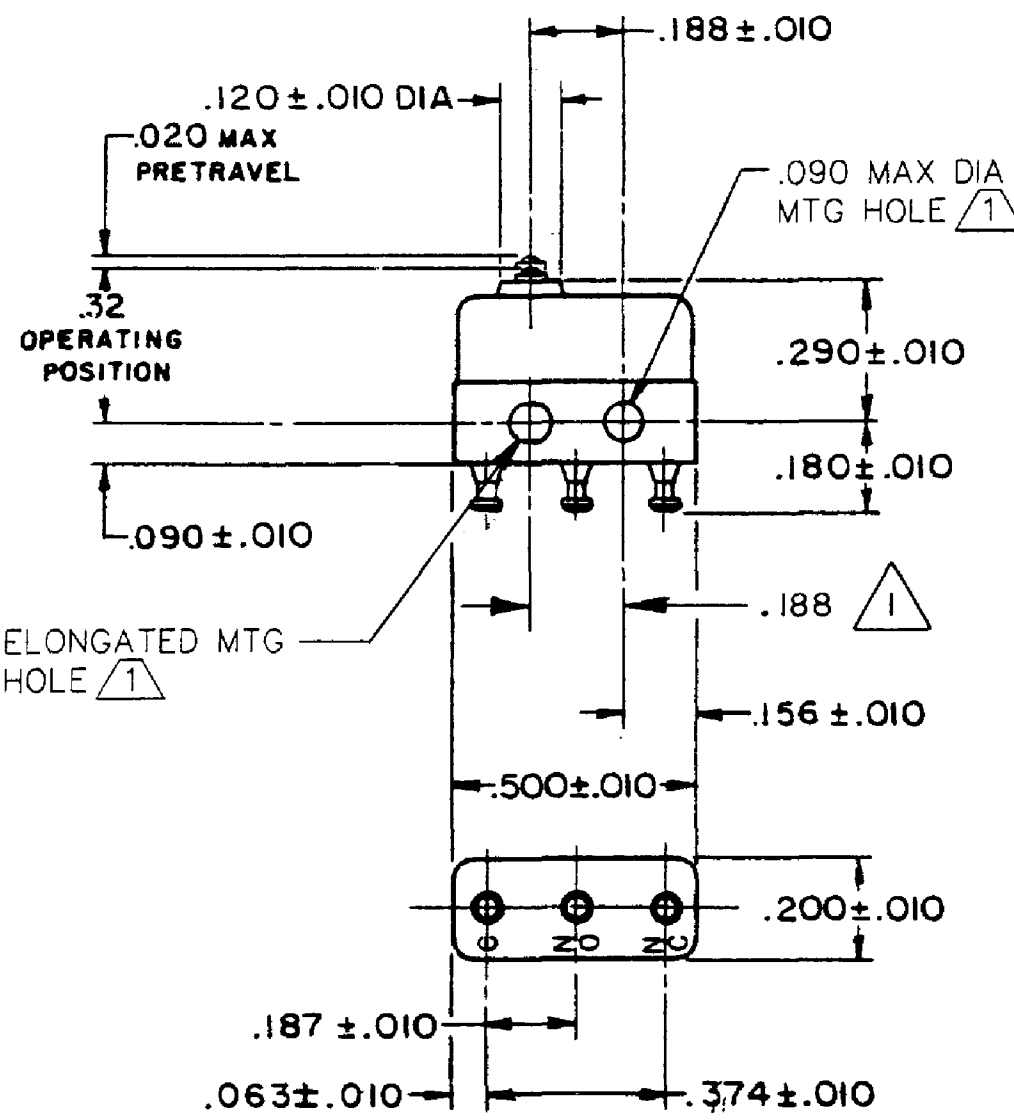 .188±.010
.120±.010 DIA
.020 MAX
PRETRAVEL
.090 MAX DIA
MTG HOLE 1
.32
OPERATING
POSITION
.290±.010
.180±.010
.090±.010
.188 1
ELONGATED MTG
HOLE 1
.156±.010
.500±.010
.200±.010
C NO NC
.187±.010
.063±.010
.374±.010